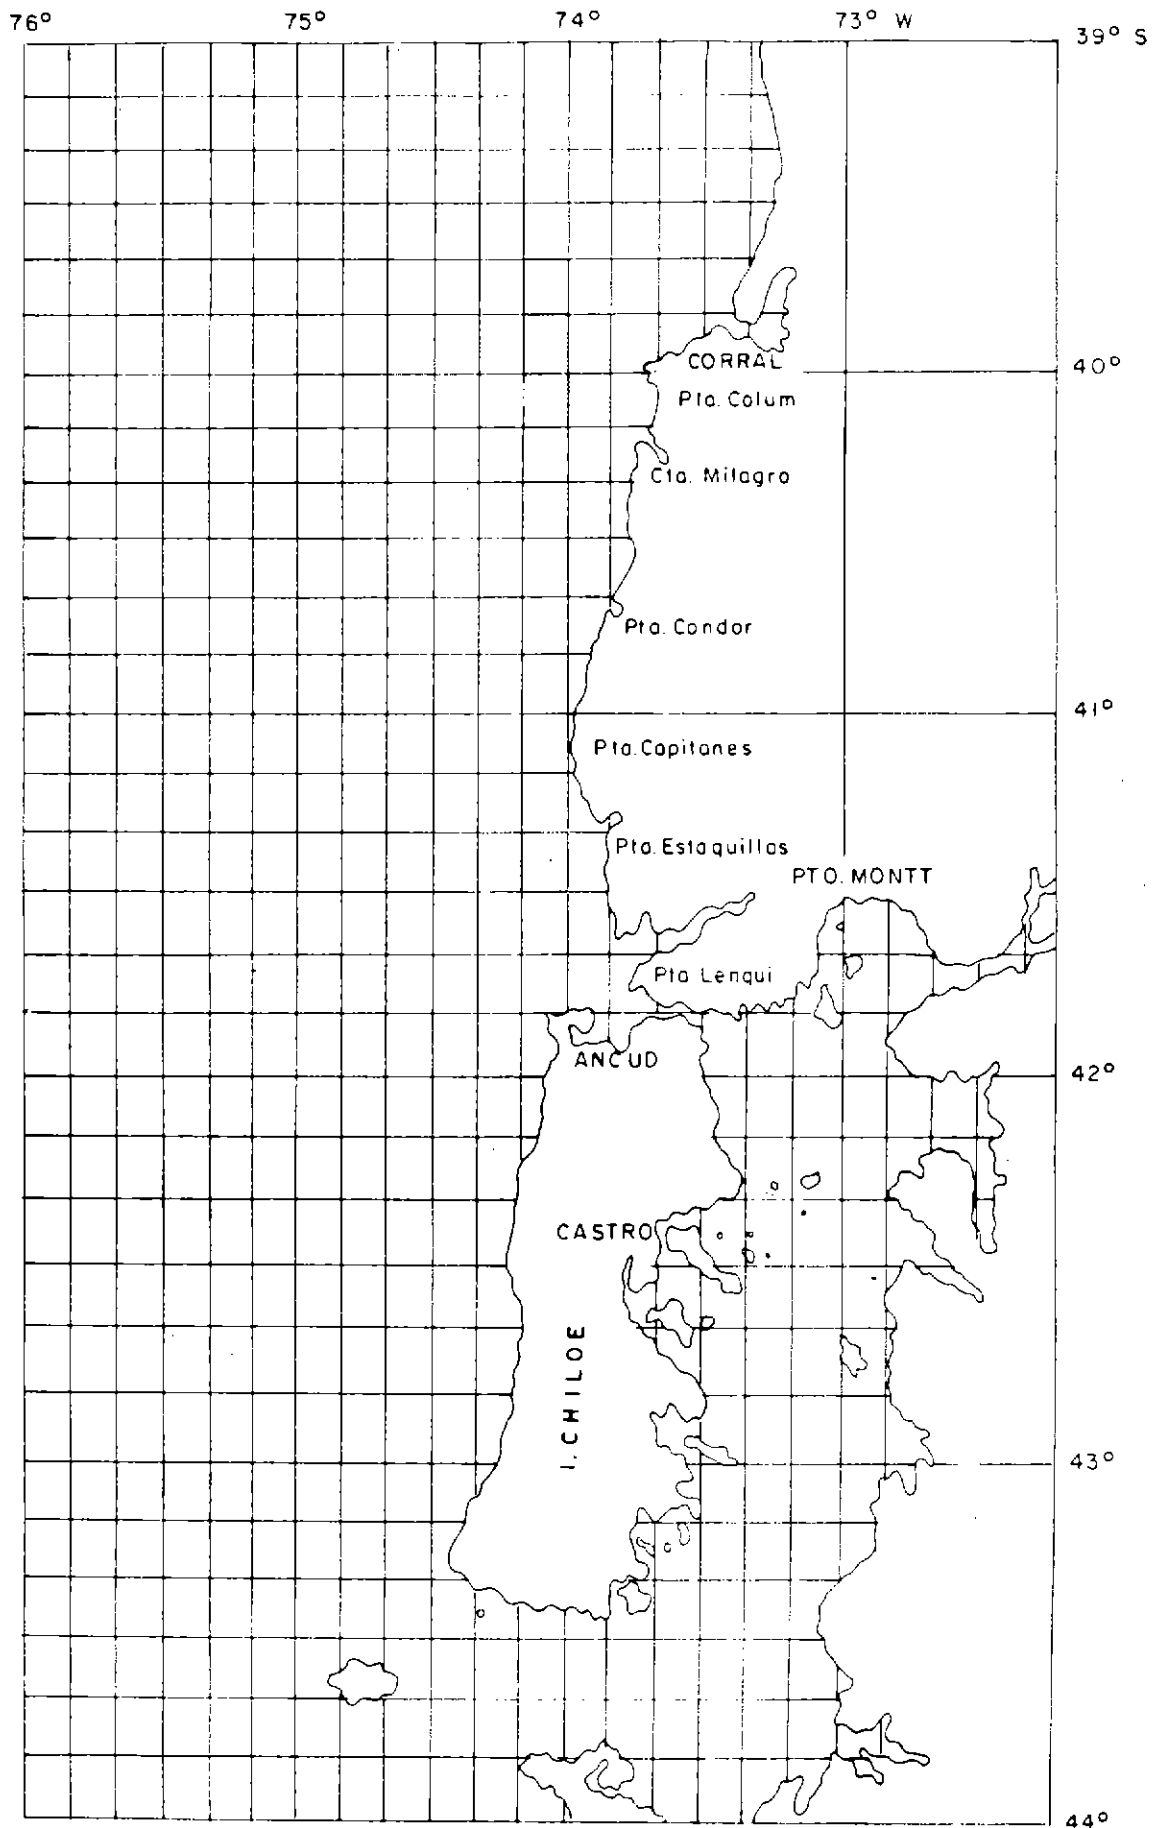 76° 75° 74° 73° W
39° S
CORRAL
40°
Pta. Colum
Cta. Milagro
Pta. Condor
41°
Pta. Capitanes
Pta. Estaquillas
PTO. MONTT
Pta Lenqui
ANCUD
42°
CASTRO
I. CHILOE
43°
44°